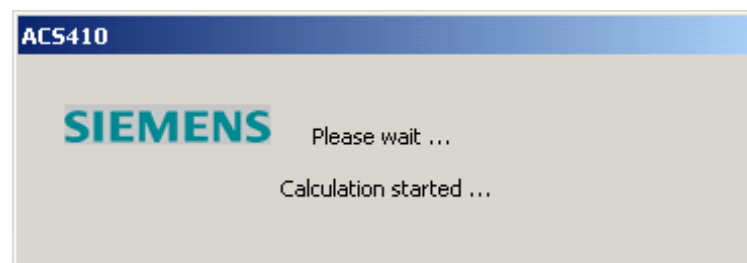 ACS410
SIEMENS
Please wait ...
Calculation started ...